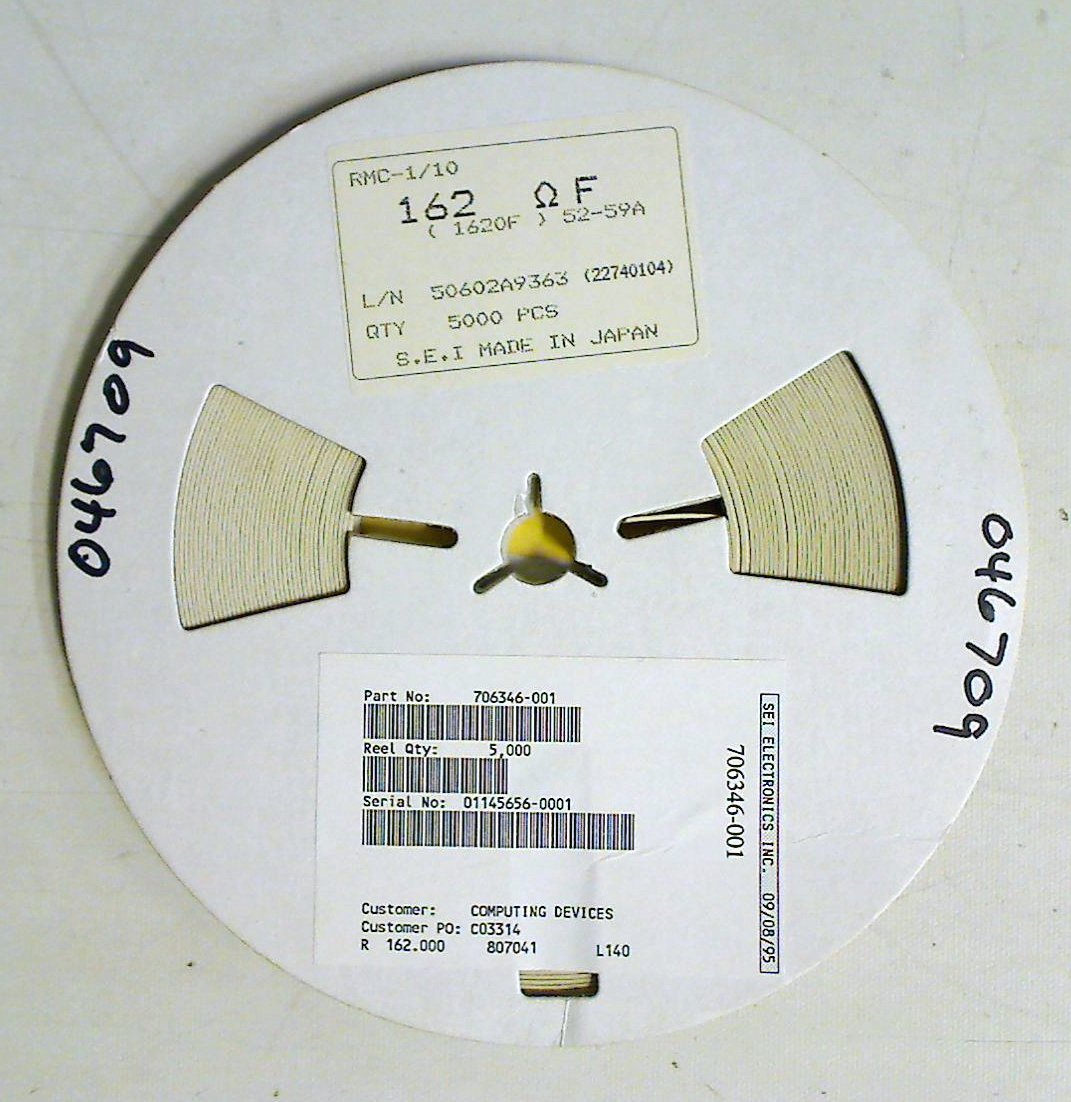 RMC-1/10
162 Ω F
( 1620F ) 52-59A
L/N 50602A9363 (22740104)
QTY 5000 PCS
S.E.I MADE IN JAPAN
046709
046709
Part No: 706346-001
Reel Qty: 5,000
Serial No: 01145656-0001
Customer: COMPUTING DEVICES
Customer PO: C03314
R 162.000 807041 L140
706346-001
SEI ELECTRONICS INC. 09/08/95